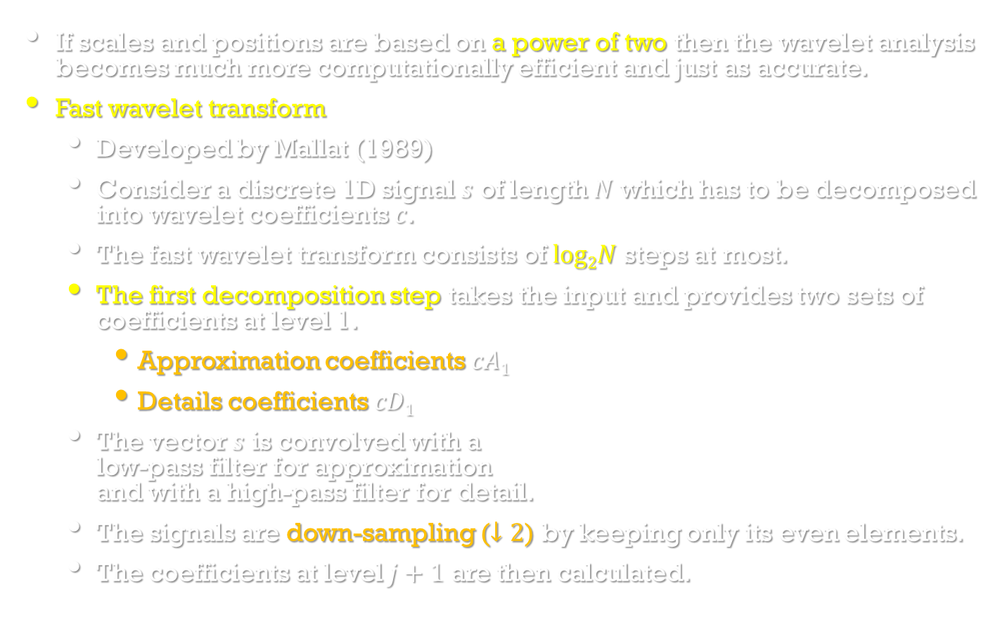 • If scales and positions are based on a power of two then the wavelet analysis
becomes much more computationally efficient and just as accurate.
• Fast wavelet transform
• Developed by Mallat (1989)
• Consider a discrete 1D signal s of length N which has to be decomposed
into wavelet coefficients c.
• The fast wavelet transform consists of log₂N steps at most.
• The first decomposition step takes the input and provides two sets of
coefficients at level 1.
• Approximation coefficients cA₁
• Details coefficients cD₁
• The vector s is convolved with a
low-pass filter for approximation
and with a high-pass filter for detail.
• The signals are down-sampling (↓ 2) by keeping only its even elements.
• The coefficients at level j + 1 are then calculated.